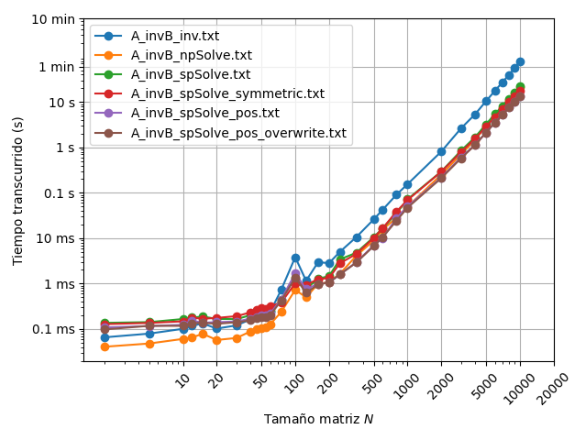 10 min
1 min
10 s
1 s
0.1 s
10 ms
1 ms
0.1 ms
Tiempo transcurrido (s)
A_invB_inv.txt
A_invB_npSolve.txt
A_invB_spSolve.txt
A_invB_spSolve_symmetric.txt
A_invB_spSolve_pos.txt
A_invB_spSolve_pos_overwrite.txt
10
20
50
100
200
500
1000
2000
5000
10000
20000
Tamaño matriz N